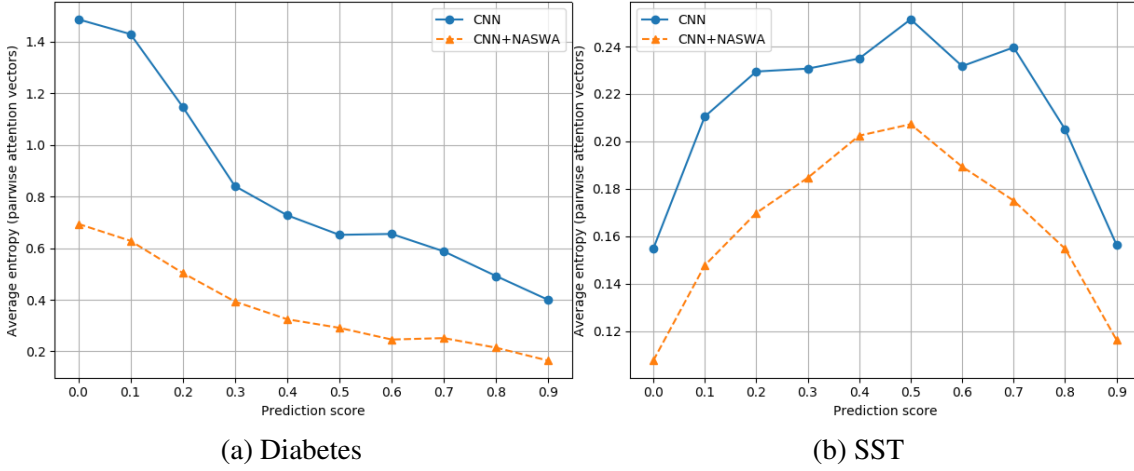 Average entropy (pairwise attention vectors)
1.4
1.2
1.0
0.8
0.6
0.4
0.2
CNN
CNN+NASWA
0.0 0.1 0.2 0.3 0.4 0.5 0.6 0.7 0.8 0.9
Prediction score
(a) Diabetes
Average entropy (pairwise attention vectors)
0.24
0.22
0.20
0.18
0.16
0.14
0.12
CNN
CNN+NASWA
0.0 0.1 0.2 0.3 0.4 0.5 0.6 0.7 0.8 0.9
Prediction score
(b) SST